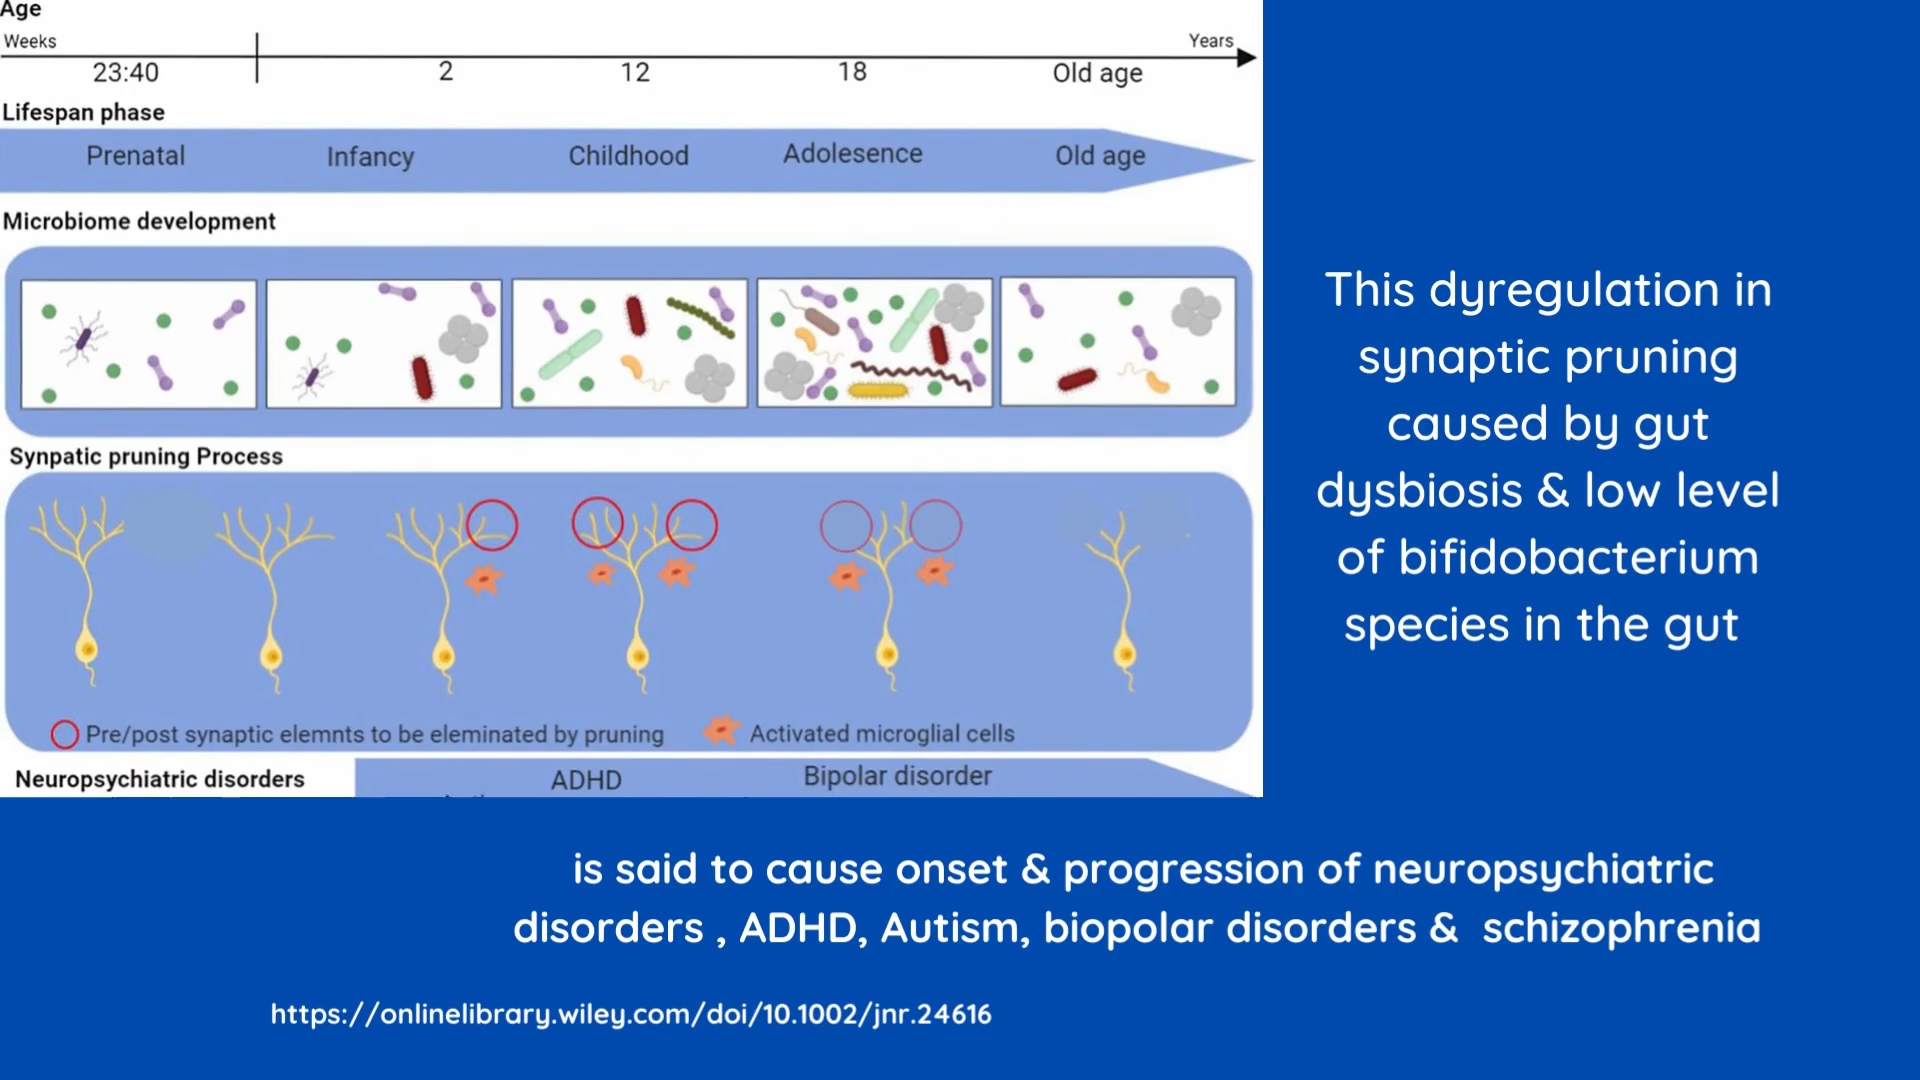 Age
Weeks
Years
23:40 2 12 18 Old age
Lifespan phase
Prenatal Infancy Childhood Adolesence Old age
Microbiome development
Synpatic pruning Process
Pre/post synaptic elemnts to be eleminated by pruning Activated microglial cells
Neuropsychiatric disorders ADHD Bipolar disorder
This dyregulation in
synaptic pruning
caused by gut
dysbiosis & low level
of bifidobacterium
species in the gut
is said to cause onset & progression of neuropsychiatric
disorders , ADHD, Autism, biopolar disorders & schizophrenia
https://onlinelibrary.wiley.com/doi/10.1002/jnr.24616